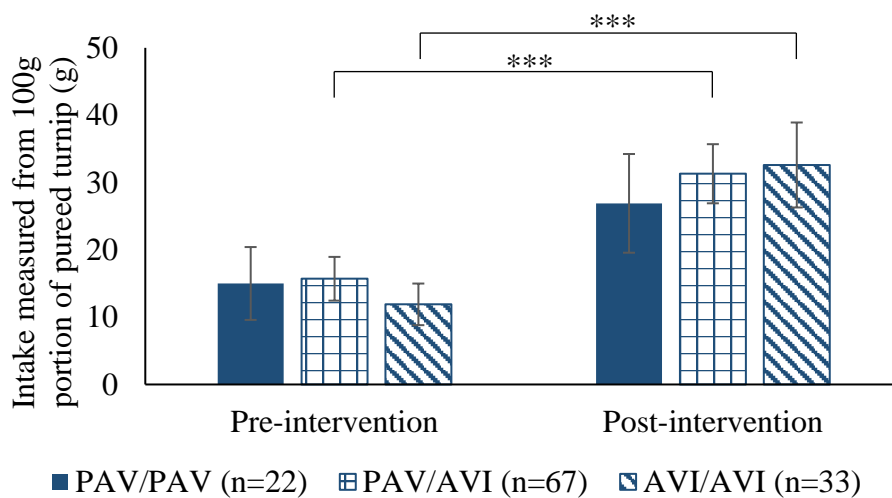 ***
***
50
40
30
20
10
0
Intake measured from 100g
portion of pureed turnip (g)
Pre-intervention
Post-intervention
PAV/PAV (n=22)
PAV/AVI (n=67)
AVI/AVI (n=33)